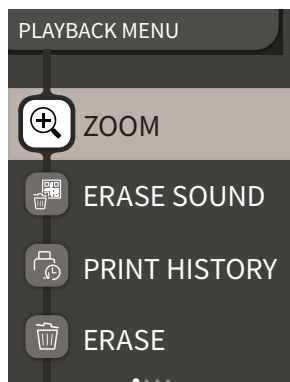 PLAYBACK MENU
ZOOM
ERASE SOUND
PRINT HISTORY
ERASE